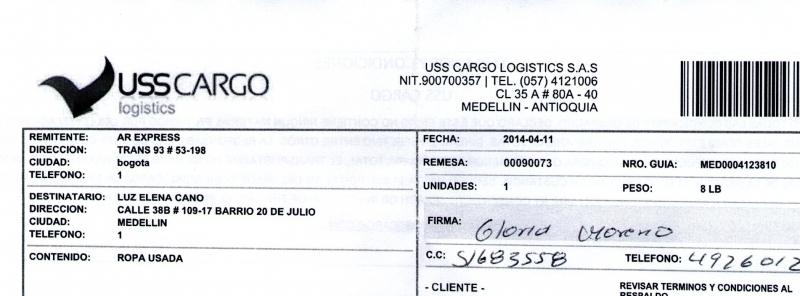 USSCARGO
logistics
USS CARGO LOGISTICS S.A.S
NIT.900700357 | TEL. (057) 4121006
CL 35 A # 80A - 40
MEDELLIN - ANTIOQUIA
REMITENTE: AR EXPRESS
DIRECCION: TRANS 93 # 53-198
CIUDAD: bogota
TELEFONO: 1
DESTINATARIO: LUZ ELENA CANO
DIRECCION: CALLE 38B # 109-17 BARRIO 20 DE JULIO
CIUDAD: MEDELLIN
TELEFONO: 1
CONTENIDO: ROPA USADA
FECHA: 2014-04-11
REMESA: 00090073 NRO. GUIA: MED0004123810
UNIDADES: 1 PESO: 8 LB
FIRMA: Gloria Moreno
C.C: 51683558 TELEFONO: 4926012
- CLIENTE - REVISAR TERMINOS Y CONDICIONES AL
RESPALDO